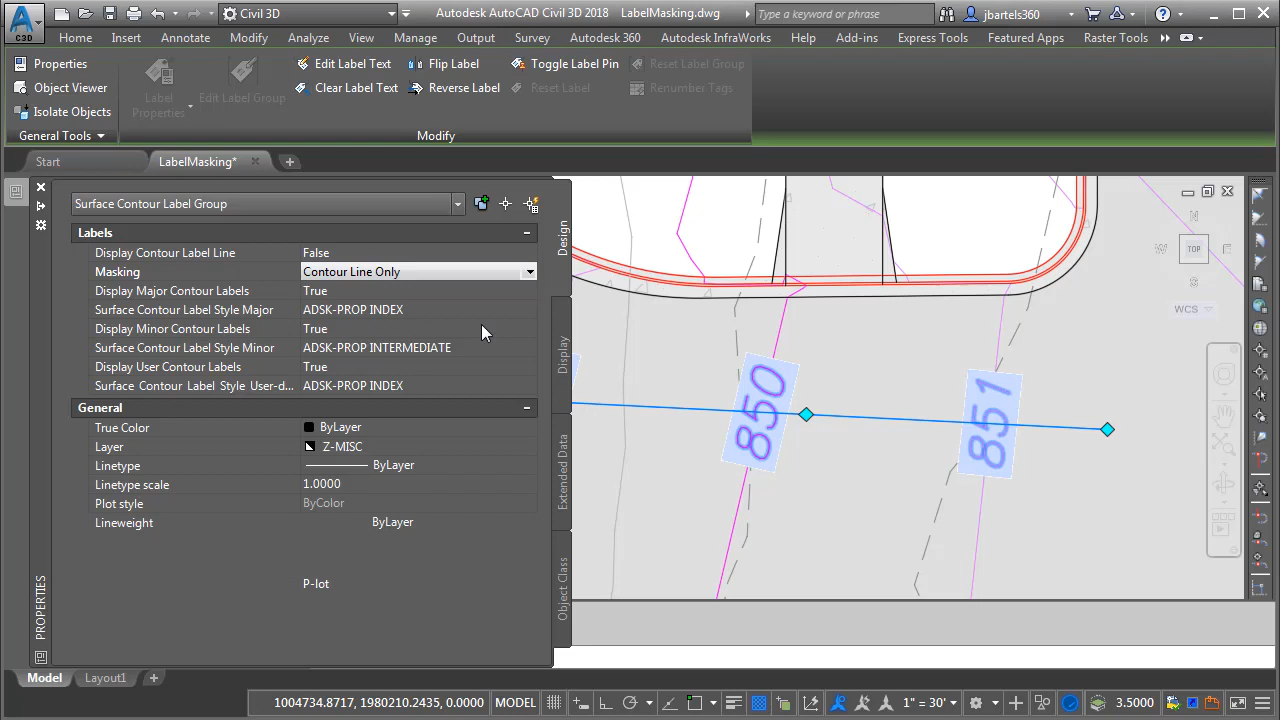 Civil 3D
Autodesk AutoCAD Civil 3D 2018 LabelMasking.dwg
Type a keyword or phrase
jbartels360
C3D
Home Insert Annotate Modify Analyze View Manage Output Survey Autodesk 360 Autodesk InfraWorks Help Add-ins Express Tools Featured Apps Raster Tools
Properties
Object Viewer
Isolate Objects
General Tools
Label Properties
Edit Label Group
Edit Label Text Flip Label Toggle Label Pin Reset Label Group
Clear Label Text Reverse Label Reset Label Renumber Tags
Modify
Start LabelMasking*
Surface Contour Label Group
Labels
Display Contour Label Line False
Masking Contour Line Only
Display Major Contour Labels True
Surface Contour Label Style Major ADSK-PROP INDEX
Display Minor Contour Labels True
Surface Contour Label Style Minor ADSK-PROP INTERMEDIATE
Display User Contour Labels True
Surface Contour Label Style User-d... ADSK-PROP INDEX
General
True Color ByLayer
Layer Z-MISC
Linetype ByLayer
Linetype scale 1.0000
Plot style ByColor
Lineweight ByLayer
P-lot
PROPERTIES
Design
Display
Extended Data
Object Class
850
851
N
W TOP E
S
WCS
Model Layout1
1004734.8717, 1980210.2435, 0.0000 MODEL 1" = 30' 3.5000